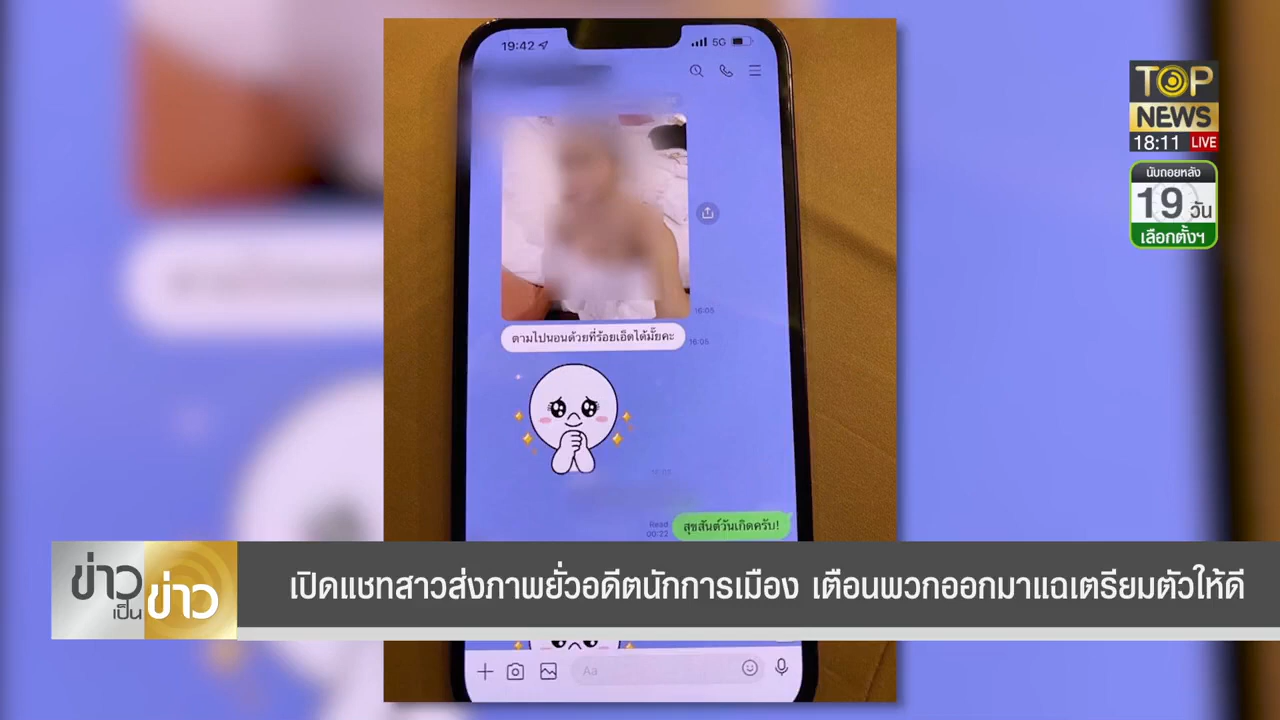 19:42
5G
TOP
NEWS
18:11 LIVE
นับถอยหลัง
19 วัน
เลือกตั้งฯ
16:05
ตามไปนอนด้วยที่ร้อยเอ็ดได้มั้ยคะ
16:05
Read
00:22
สุขสันต์วันเกิดครับ!
ข่าว
เป็น
ข่าว
เปิดแชทสาวส่งภาพยั่วอดีตนักการเมือง เตือนพวกออกมาแฉเตรียมตัวให้ดี
Aa